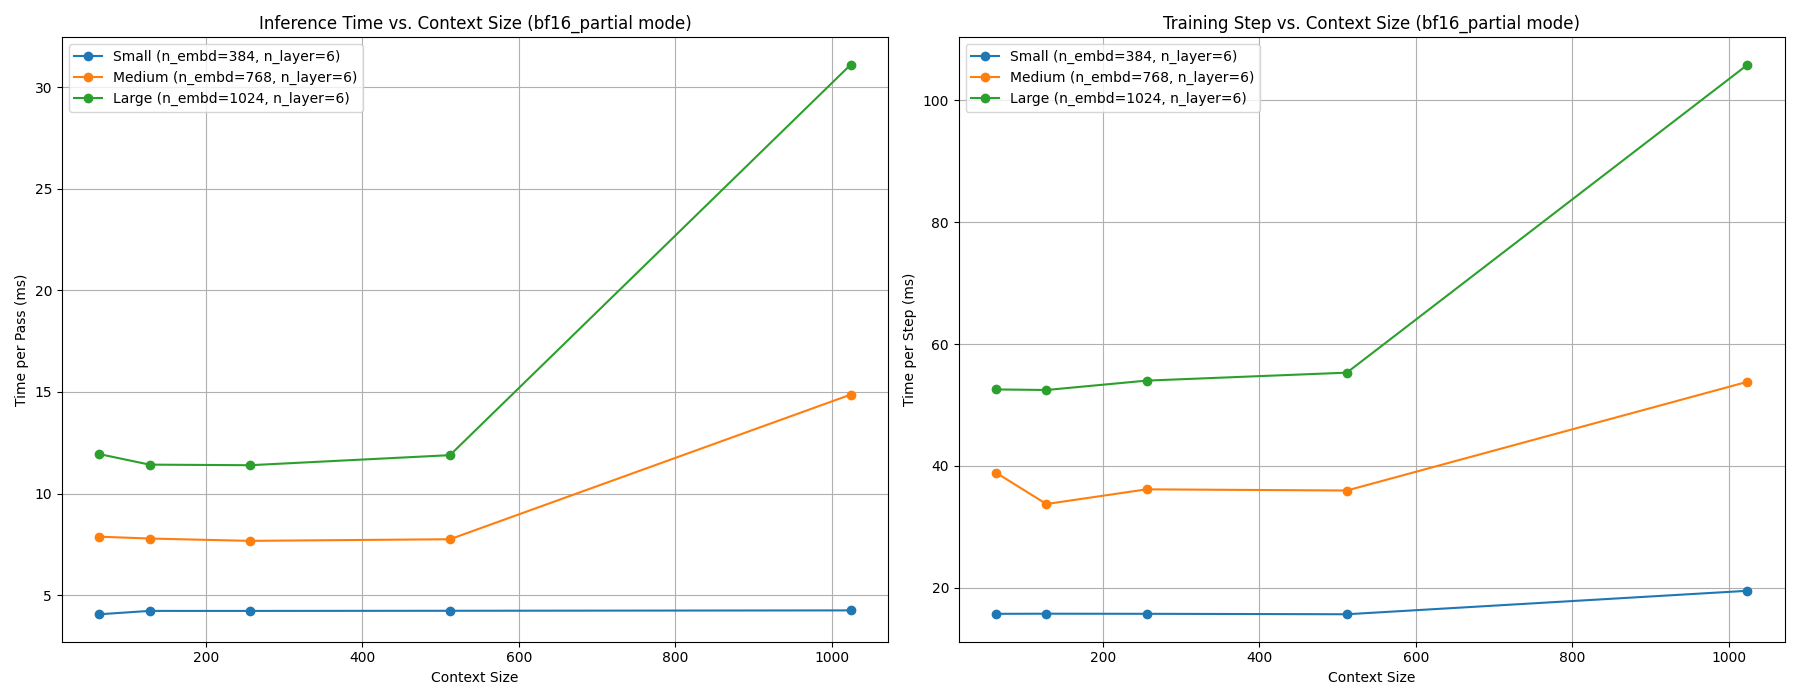 Inference Time vs. Context Size (bf16_partial mode)
Small (n_embd=384, n_layer=6)
Medium (n_embd=768, n_layer=6)
Large (n_embd=1024, n_layer=6)
Time per Pass (ms)
30
25
20
15
10
5
200
400
600
800
1000
Context Size
Training Step vs. Context Size (bf16_partial mode)
Small (n_embd=384, n_layer=6)
Medium (n_embd=768, n_layer=6)
Large (n_embd=1024, n_layer=6)
Time per Step (ms)
100
80
60
40
20
200
400
600
800
1000
Context Size